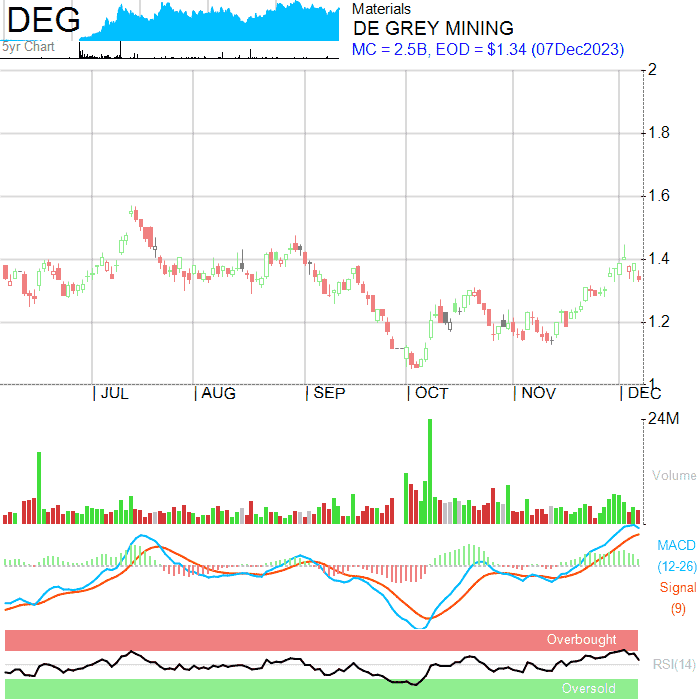 DEG
5yr Chart
Materials
DE GREY MINING
MC = 2.5B, EOD = $1.34 (07Dec2023)
2
1.8
1.6
1.4
1.2
1
JUL
AUG
SEP
OCT
NOV
DEC
24M
Volume
MACD
(12-26)
Signal
(9)
Overbought
RSI(14)
Oversold